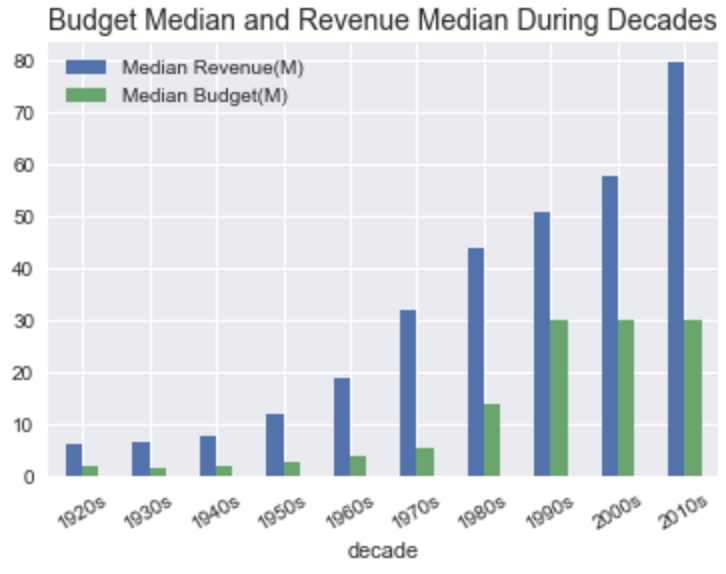 Budget Median and Revenue Median During Decades
Median Revenue(M)
Median Budget(M)
80
70
60
50
40
30
20
10
0
1920s 1930s 1940s 1950s 1960s 1970s 1980s 1990s 2000s 2010s
decade